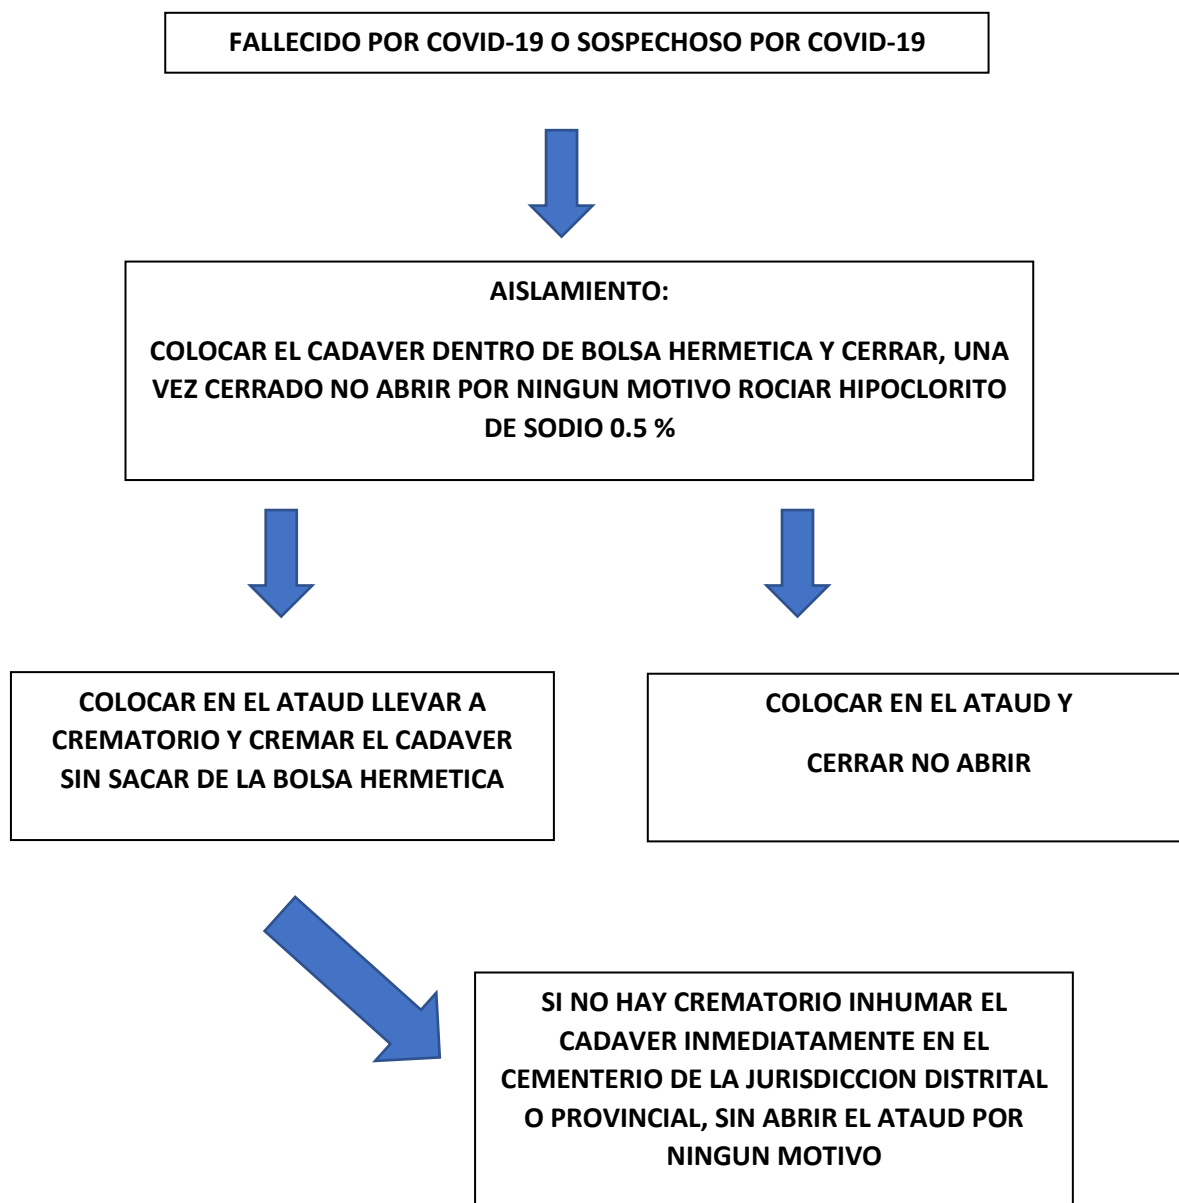 FALLECIDO POR COVID-19 O SOSPECHOSO POR COVID-19
AISLAMIENTO:
COLOCAR EL CADAVER DENTRO DE BOLSA HERMETICA Y CERRAR, UNA
VEZ CERRADO NO ABRIR POR NINGUN MOTIVO ROCIAR HIPOCLORITO
DE SODIO 0.5 %
COLOCAR EN EL ATAUD LLEVAR A
CREMATORIO Y CREMAR EL CADAVER
SIN SACAR DE LA BOLSA HERMETICA
COLOCAR EN EL ATAUD Y
CERRAR NO ABRIR
SI NO HAY CREMATORIO INHUMAR EL
CADAVER INMEDIATAMENTE EN EL
CEMENTERIO DE LA JURISDICCION DISTRITAL
O PROVINCIAL, SIN ABRIR EL ATAUD POR
NINGUN MOTIVO